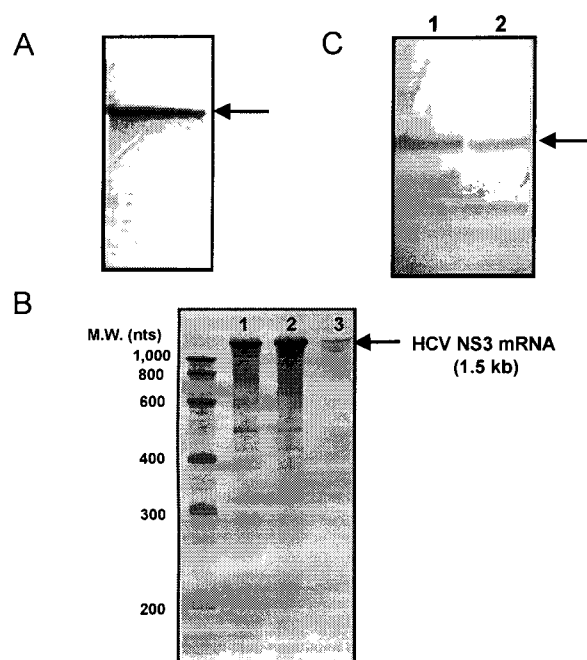 A
C
1 2
B
M.W. (nts)
1 2 3
HCV NS3 mRNA
(1.5 kb)
1,000
800
600
400
300
200